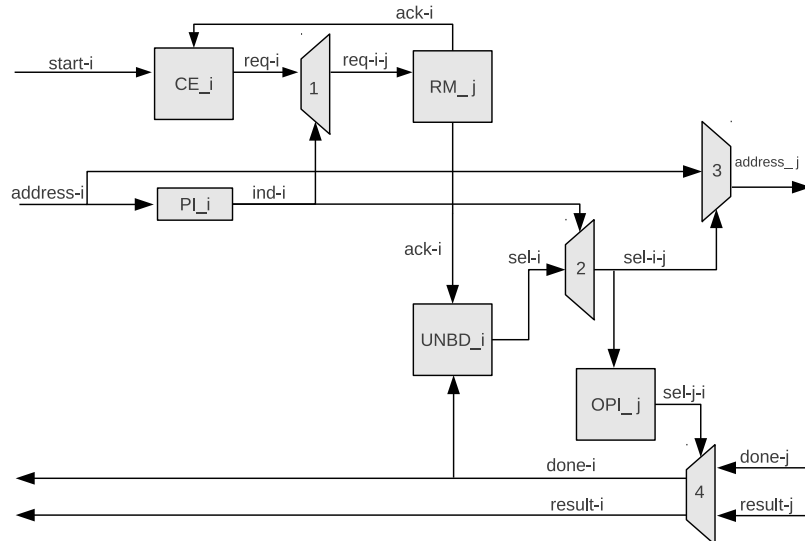 ack-i
start-i
CE_i
req-i
1
req-i-j
RM_j
address-i
PI_i
ind-i
3
address_j
ack-i
sel-i
2
sel-i-j
UNBD_i
OPI_j
sel-j-i
done-i
done-j
4
result-i
result-j